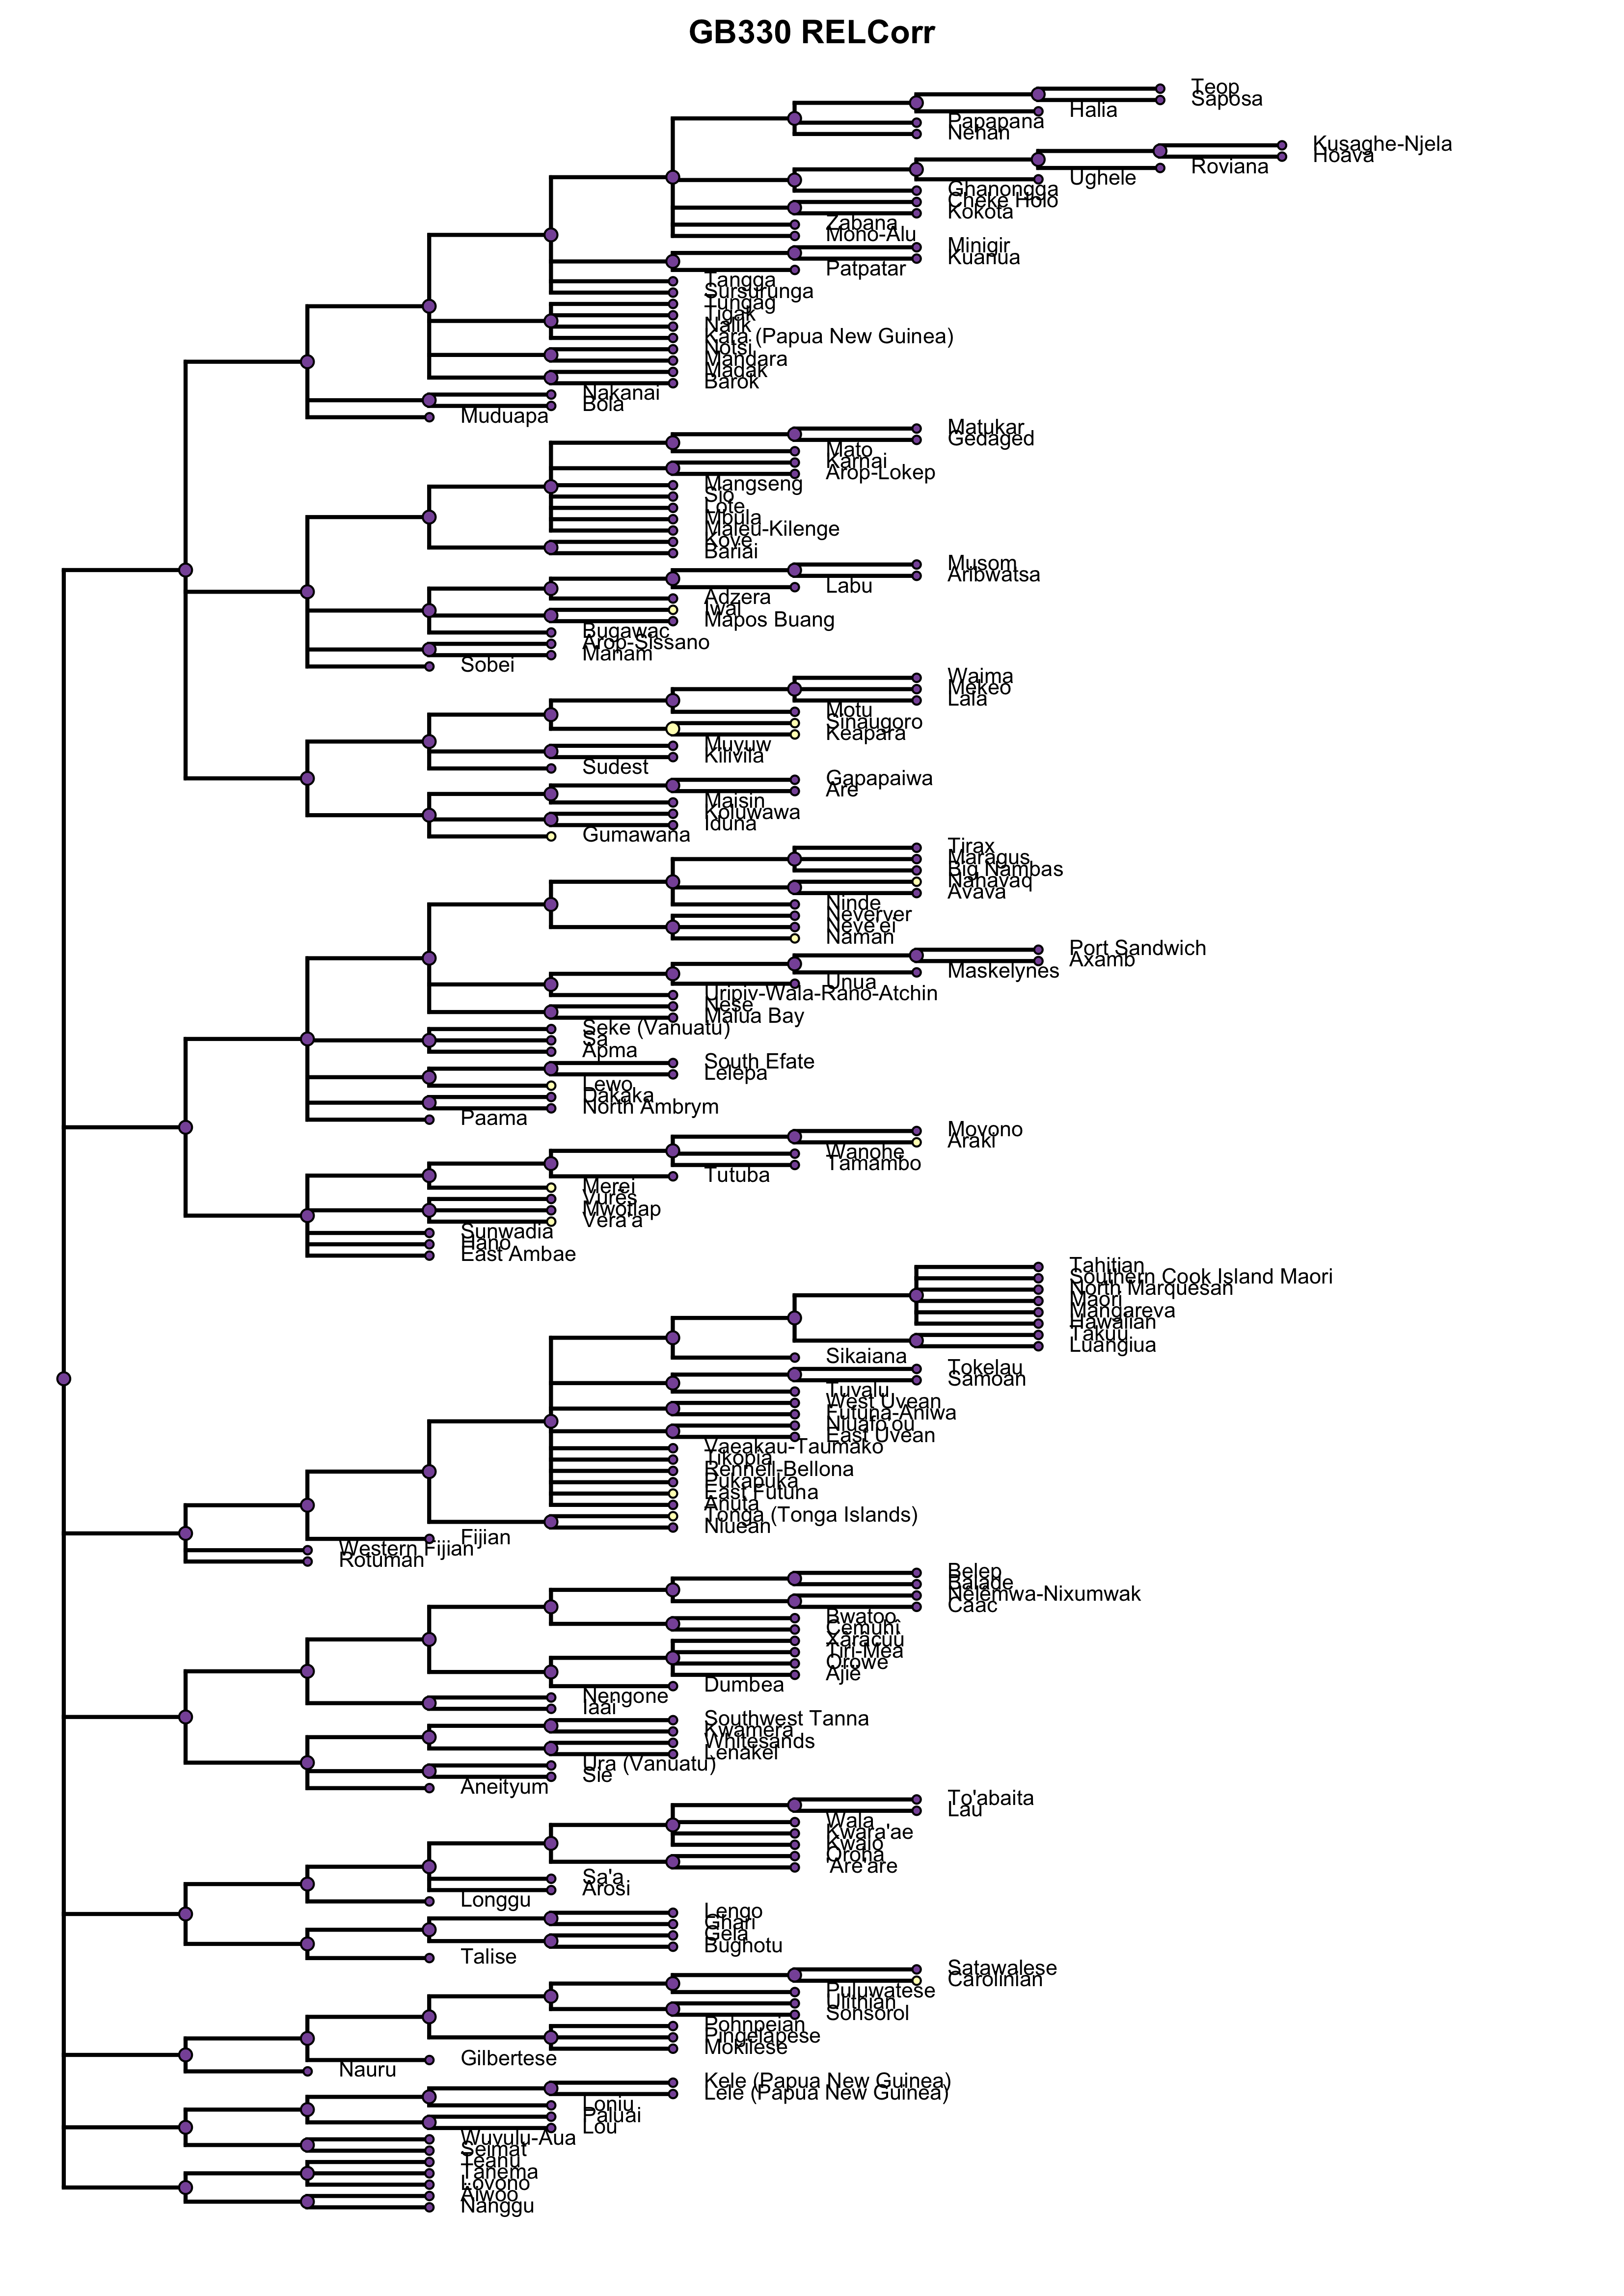 GB330 RELCorr
Teop
Saposa
Halia
Papapana
Nehan
Kusaghe-Njela
Hoava
Roviana
Ughele
Ghanongga
Cheke Holo
Kokota
Zabana
Mono-Alu
Minigir
Kuanua
Patpatar
Tangga
Sursurunga
Tungag
Tigak
Nalik
Kara (Papua New Guinea)
Notsi
Mandara
Madak
Barok
Nakanai
Bola
Muduapa
Matukar
Gedaged
Mato
Karnai
Arop-Lokep
Mangseng
Sio
Lote
Mbula
Maleu-Kilenge
Kove
Bariai
Musom
Aribwatsa
Labu
Adzera
Iwal
Mapos Buang
Bugawac
Arop-Sissano
Manam
Sobei
Waima
Mekeo
Lala
Motu
Sinaugoro
Keapara
Muyuw
Kilivila
Sudest
Gapapaiwa
Are
Maisin
Koluwawa
Iduna
Gumawana
Tirax
Maragus
Big Nambas
Nahavaq
Avava
Ninde
Neverver
Neve'ei
Naman
Port Sandwich
Axamb
Maskelynes
Unua
Uripiv-Wala-Rano-Atchin
Nese
Malua Bay
Seke (Vanuatu)
Sa
Apma
South Efate
Lelepa
Lewo
Dakaka
North Ambrym
Paama
Movono
Araki
Wanohe
Tamambo
Tutuba
Merei
Vurës
Mwotlap
Vera'a
Sunwadia
Hano
East Ambae
Tahitian
Southern Cook Island Maori
North Marquesan
Maori
Mangareva
Hawaiian
Takuu
Luangiua
Sikaiana
Tokelau
Samoan
Tuvalu
West Uvean
Futuna-Aniwa
Niuafo'ou
East Uvean
Vaeakau-Taumako
Tikopia
Rennell-Bellona
Pukapuka
East Futuna
Anuta
Tonga (Tonga Islands)
Niuean
Fijian
Western Fijian
Rotuman
Belep
Balade
Nêlêmwa-Nixumwak
Caac
Bwatoo
Cemuhî
Xârâcùù
Tiri-Mea
Orowe
Ajië
Dumbea
Nengone
Iaai
Southwest Tanna
Kwamera
Whitesands
Lenakel
Ura (Vanuatu)
Sie
Aneityum
To'abaita
Lau
Wala
Kwara'ae
Kwaio
Oroha
'Are'are
Sa'a
Arosi
Longgu
Lengo
Ghari
Gela
Bughotu
Talise
Satawalese
Carolinian
Puluwatese
Ulithian
Sonsorol
Pohnpeian
Pingelapese
Mokilese
Gilbertese
Nauru
Kele (Papua New Guinea)
Lele (Papua New Guinea)
Loniu
Paluai
Lou
Wuvulu-Aua
Seimat
Teanu
Tanema
Lovono
Äiwoo
Nanggu